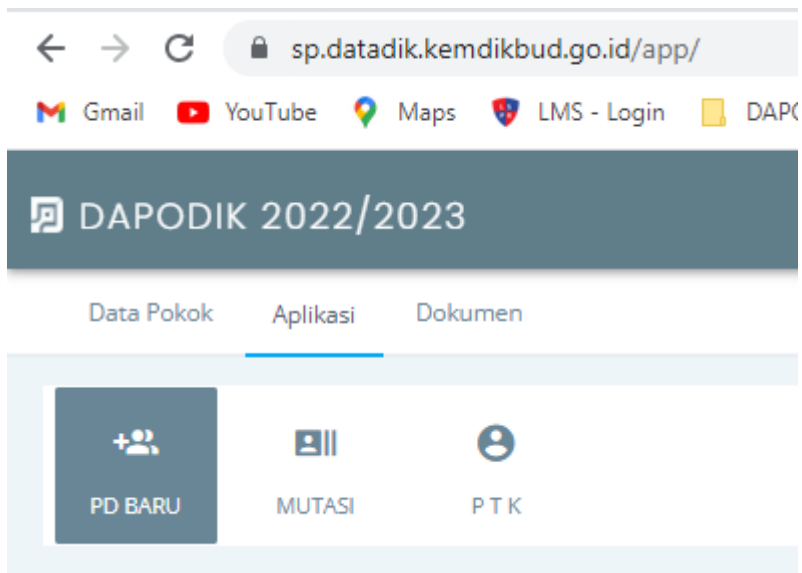 sp.datadik.kemdikbud.go.id/app/
Gmail YouTube Maps LMS - Login
DAPODIK 2022/2023
Data Pokok Aplikasi Dokumen
PD BARU MUTASI P T K